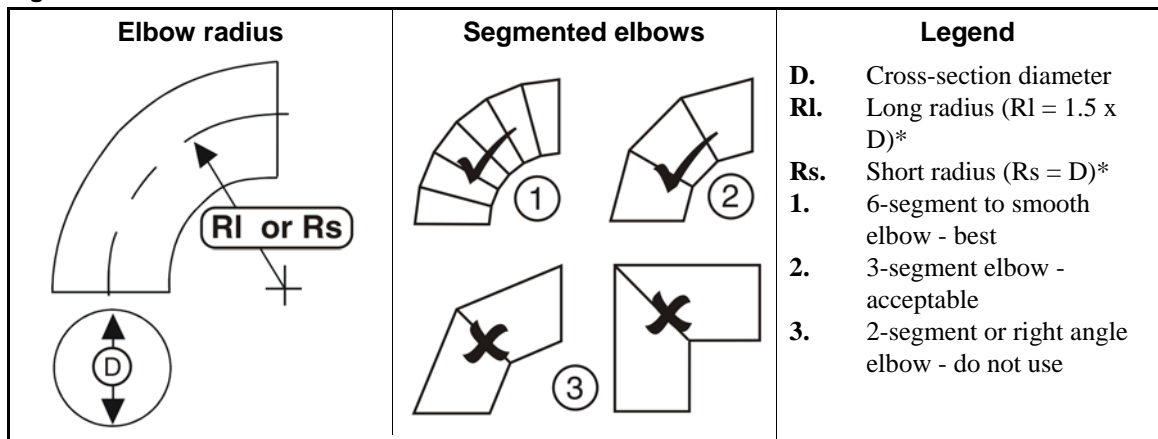 Elbow radius
Rl or Rs
D
Segmented elbows
1
2
3
Legend
D. Cross-section diameter
Rl. Long radius (Rl = 1.5 x
D)*
Rs. Short radius (Rs = D)*
1. 6-segment to smooth
elbow - best
2. 3-segment elbow -
acceptable
3. 2-segment or right angle
elbow - do not use